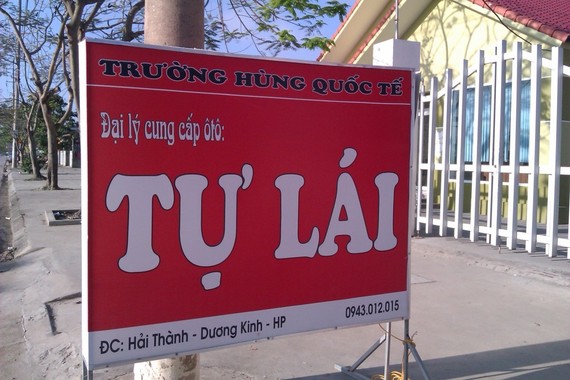 TRƯỜNG HÙNG QUỐC TẾ
Đại lý cung cấp ôtô:
TỰ LÁI
ĐC: Hải Thành - Dương Kinh - HP
0943.012.015